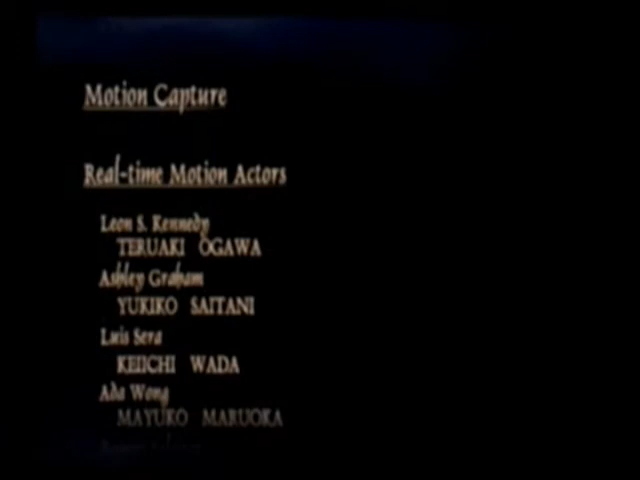 Motion Capture
Real-time Motion Actors
Leon S. Kennedy
TERUAKI OGAWA
Ashley Graham
YUKIKO SAITANI
Luis Sera
KEIICHI WADA
Ada Wong
MAYUKO MARUOKA